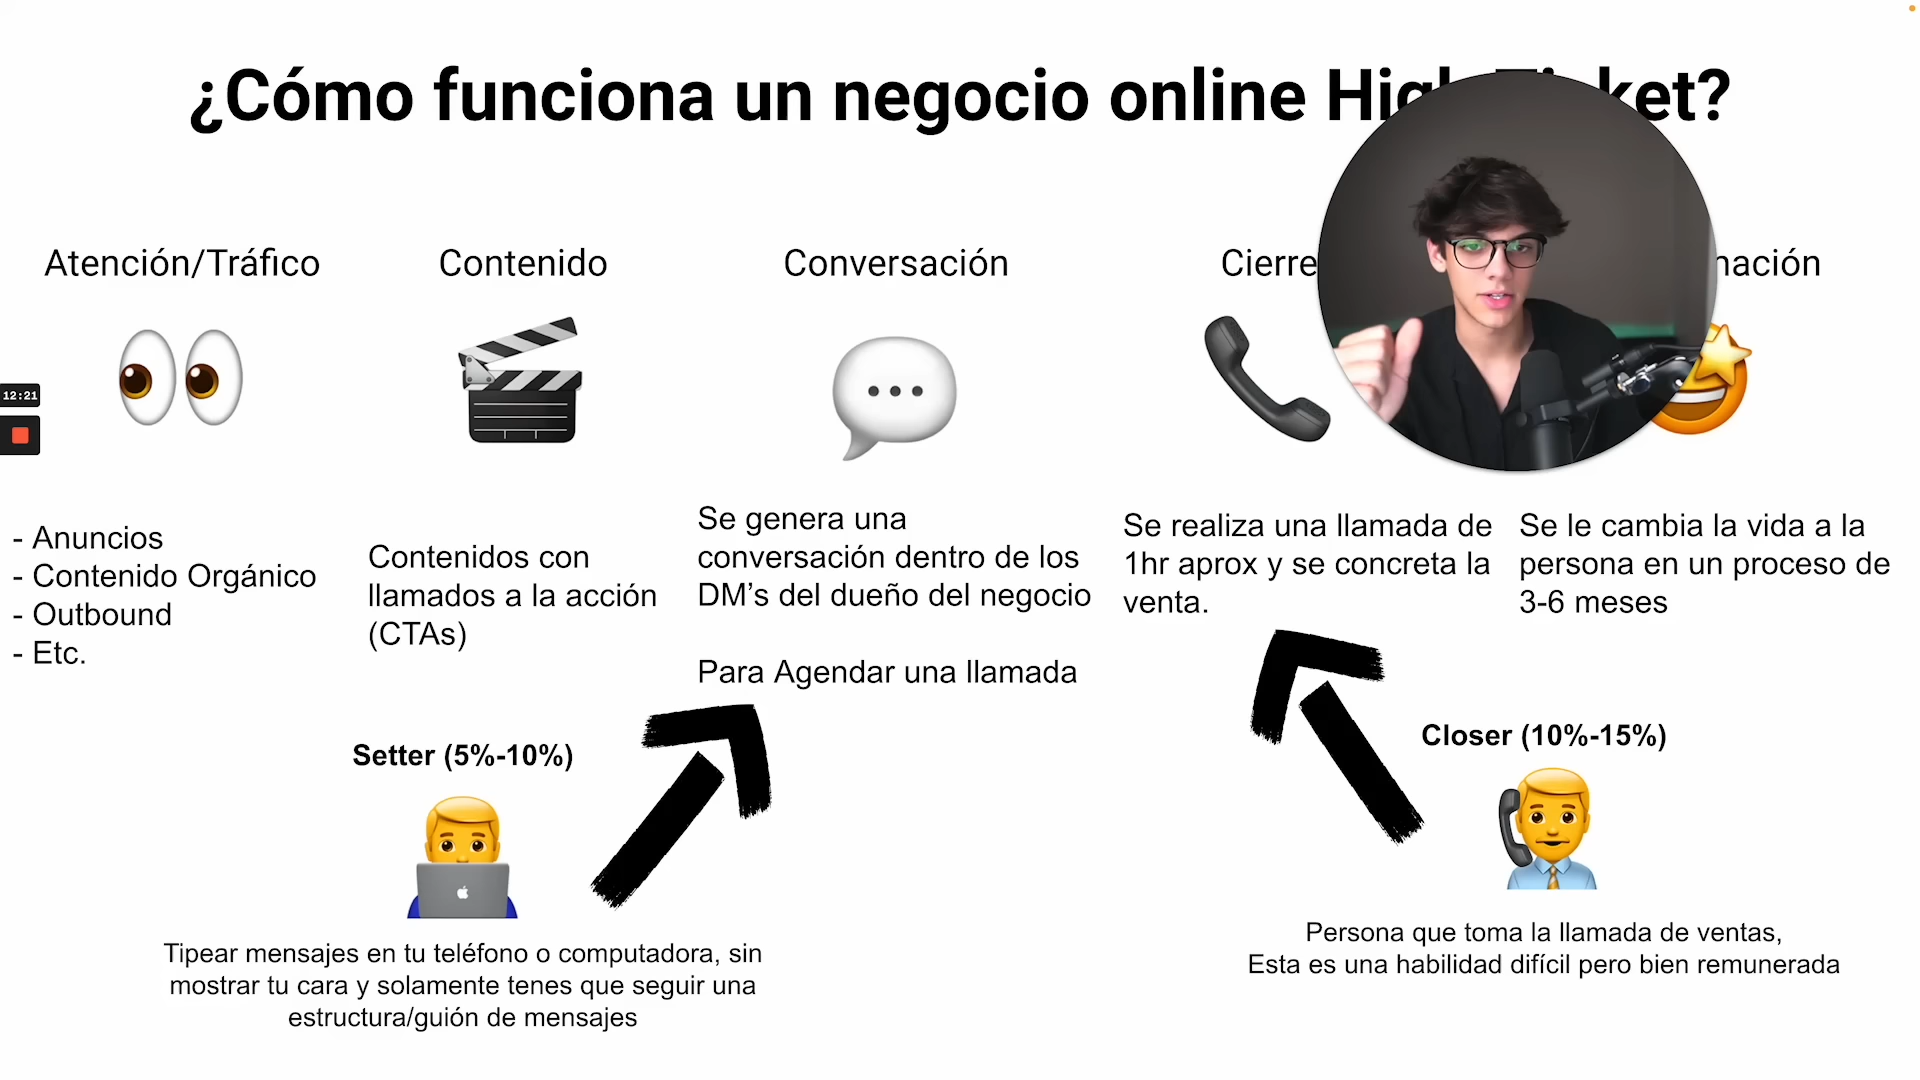 ¿Cómo funciona un negocio online High Ticket?
Atención/Tráfico
Contenido
Conversación
Cierre
mación
12:21
- Anuncios
- Contenido Orgánico
- Outbound
- Etc.
Contenidos con
llamados a la acción
(CTAs)
Se genera una
conversación dentro de los
DM’s del dueño del negocio
Para Agendar una llamada
Se realiza una llamada de
1hr aprox y se concreta la
venta.
Se le cambia la vida a la
persona en un proceso de
3-6 meses
Setter (5%-10%)
Tipear mensajes en tu teléfono o computadora, sin
mostrar tu cara y solamente tenes que seguir una
estructura/guión de mensajes
Closer (10%-15%)
Persona que toma la llamada de ventas,
Esta es una habilidad difícil pero bien remunerada